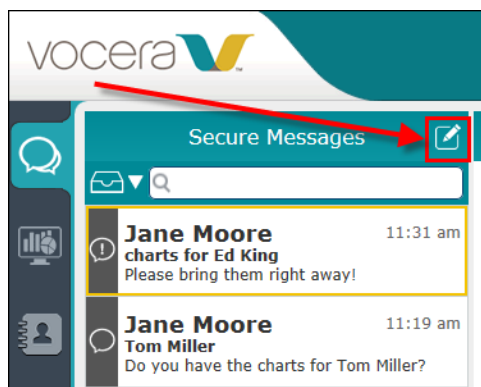 vocera
Secure Messages
Jane Moore 11:31 am
charts for Ed King
Please bring them right away!
Jane Moore 11:19 am
Tom Miller
Do you have the charts for Tom Miller?